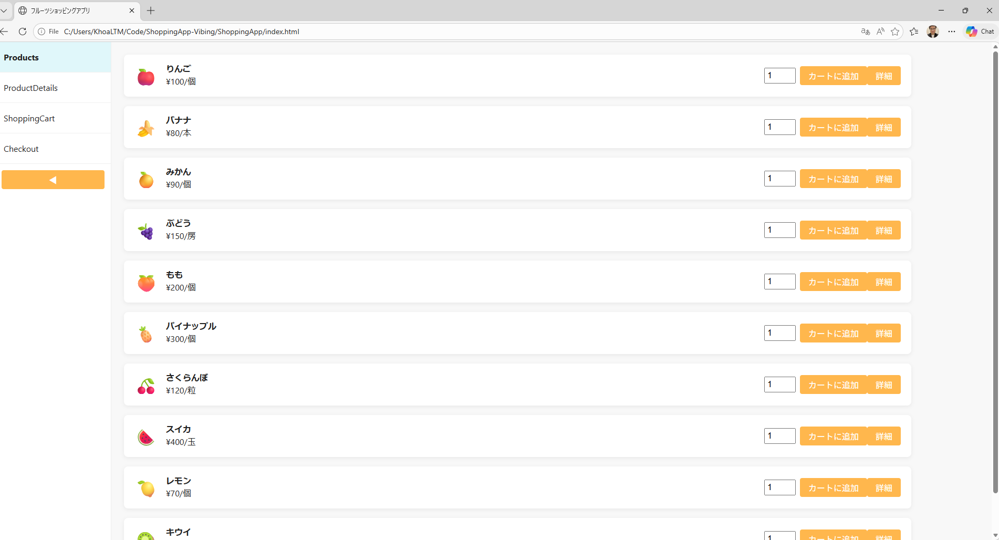 フルーツショッピングアプリ
File C:/Users/KhoaLTM/Code/ShoppingApp-Vibing/ShoppingApp/index.html
Chat
Products
ProductDetails
ShoppingCart
Checkout
りんご
¥100/個
1 カートに追加 詳細
バナナ
¥80/本
1 カートに追加 詳細
みかん
¥90/個
1 カートに追加 詳細
ぶどう
¥150/房
1 カートに追加 詳細
もも
¥200/個
1 カートに追加 詳細
パイナップル
¥300/個
1 カートに追加 詳細
さくらんぼ
¥120/粒
1 カートに追加 詳細
スイカ
¥400/玉
1 カートに追加 詳細
レモン
¥70/個
1 カートに追加 詳細
キウイ
1 カートに追加 詳細